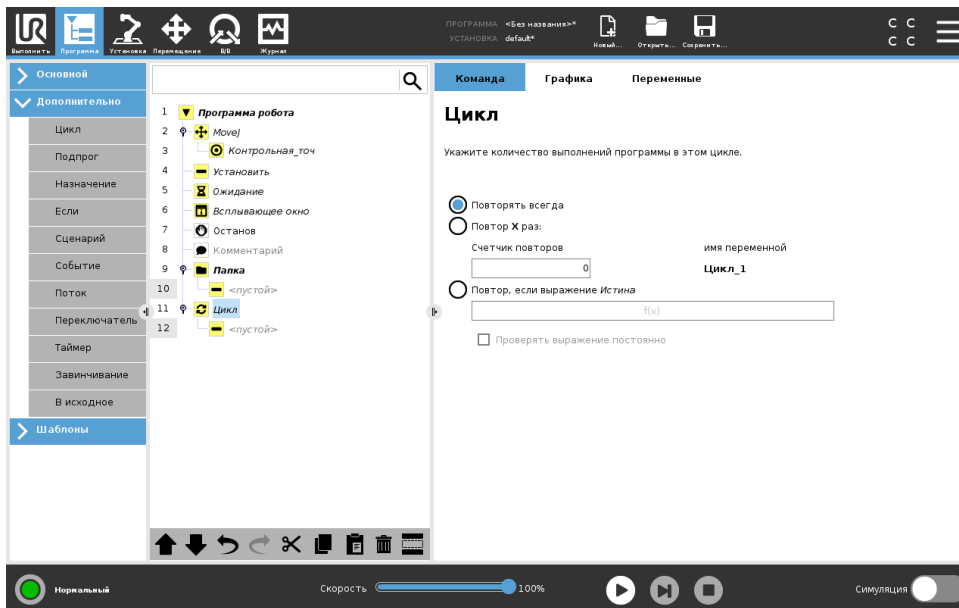 ПРОГРАММА <Без названия>*
УСТАНОВКА default*
C C
C C
Выполнить Программа Установка Перемещение В/В Журнал
Новый... Открыть... Сохранить...
Основной
Дополнительно
Цикл
Подпрог
Назначение
Если
Сценарий
Событие
Поток
Переключатель
Таймер
Завинчивание
В исходное
Шаблоны
1 Программа робота
2 MoveJ
3 Контрольная_точ
4 Установить
5 Ожидание
6 Всплывающее окно
7 Останов
8 Комментарий
9 Папка
10 <пустой>
11 Цикл
12 <пустой>
Команда Графика Переменные
Цикл
Укажите количество выполнений программы в этом цикле.
Повторять всегда
Повтор X раз:
Счетчик повторов имя переменной
0 Цикл_1
Повтор, если выражение Истина
f(x)
Проверять выражение постоянно
Нормальный
Скорость 100%
Симуляция